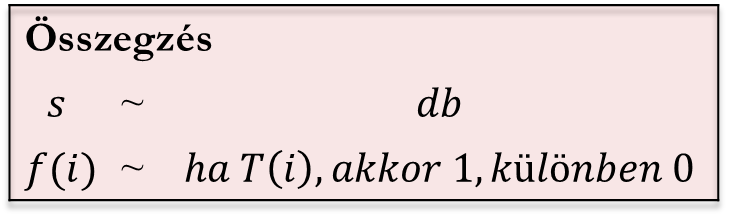 Összegzés
s ~ db
f(i) ~ ha T(i), akkor 1, különben 0